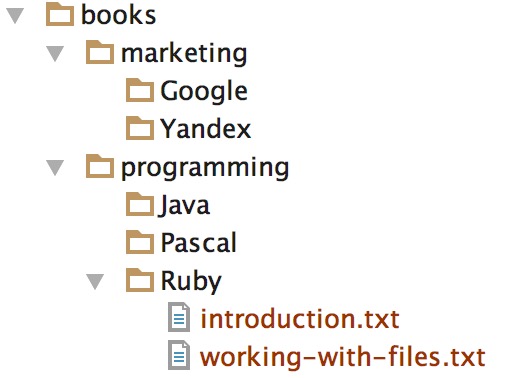 books
marketing
Google
Yandex
programming
Java
Pascal
Ruby
introduction.txt
working-with-files.txt